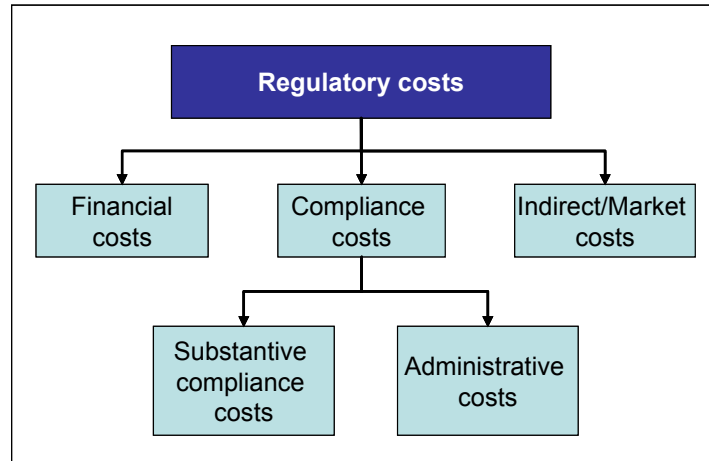 Regulatory costs
Financial
costs
Compliance
costs
Indirect/Market
costs
Substantive
compliance
costs
Administrative
costs